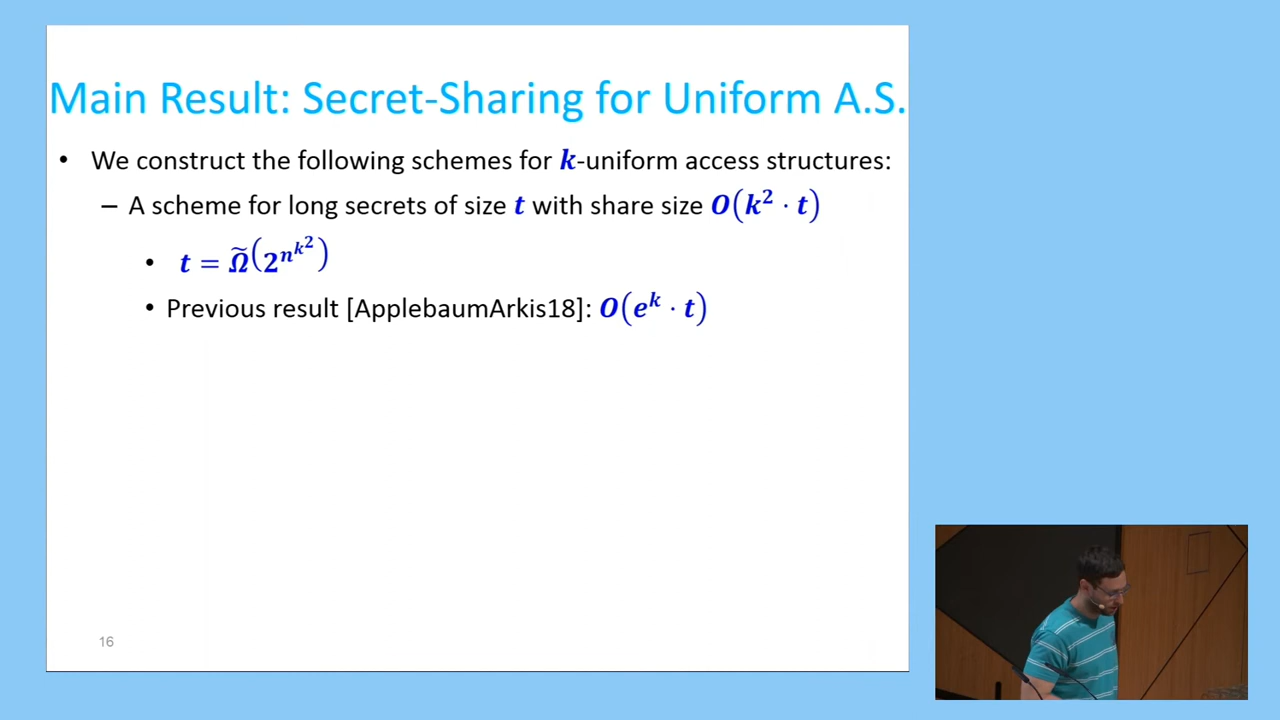 Main Result: Secret-Sharing for Uniform A.S.
• We construct the following schemes for k-uniform access structures:
– A scheme for long secrets of size t with share size O(k² · t)
• t = Ω̃(2^{n^{k²}})
• Previous result [ApplebaumArkis18]: O(eᵏ · t)
16